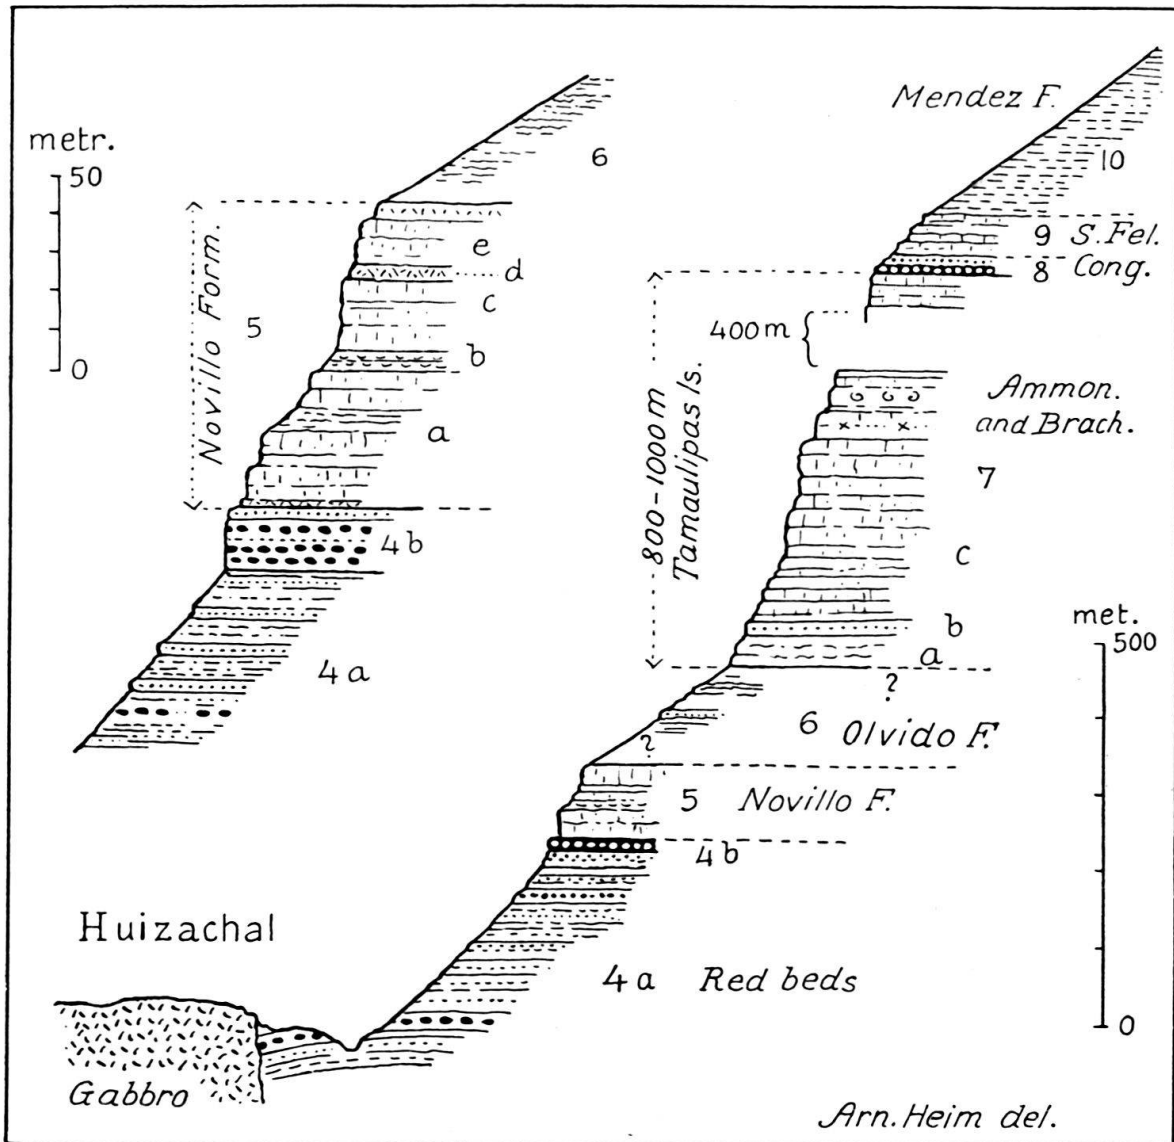 metr.
50
0
Novillo Form.
5
6
e
d
c
b
a
4b
4a
Mendez F.
10
9 S. Fel.
8 Cong.
400m
800-1000m
Tamaulipas ls.
Ammon.
and Brach.
7
c
b
a
?
6 Olvido F.
?
5 Novillo F.
4b
4a Red beds
met.
500
0
Huizachal
Gabbro
Arn. Heim del.